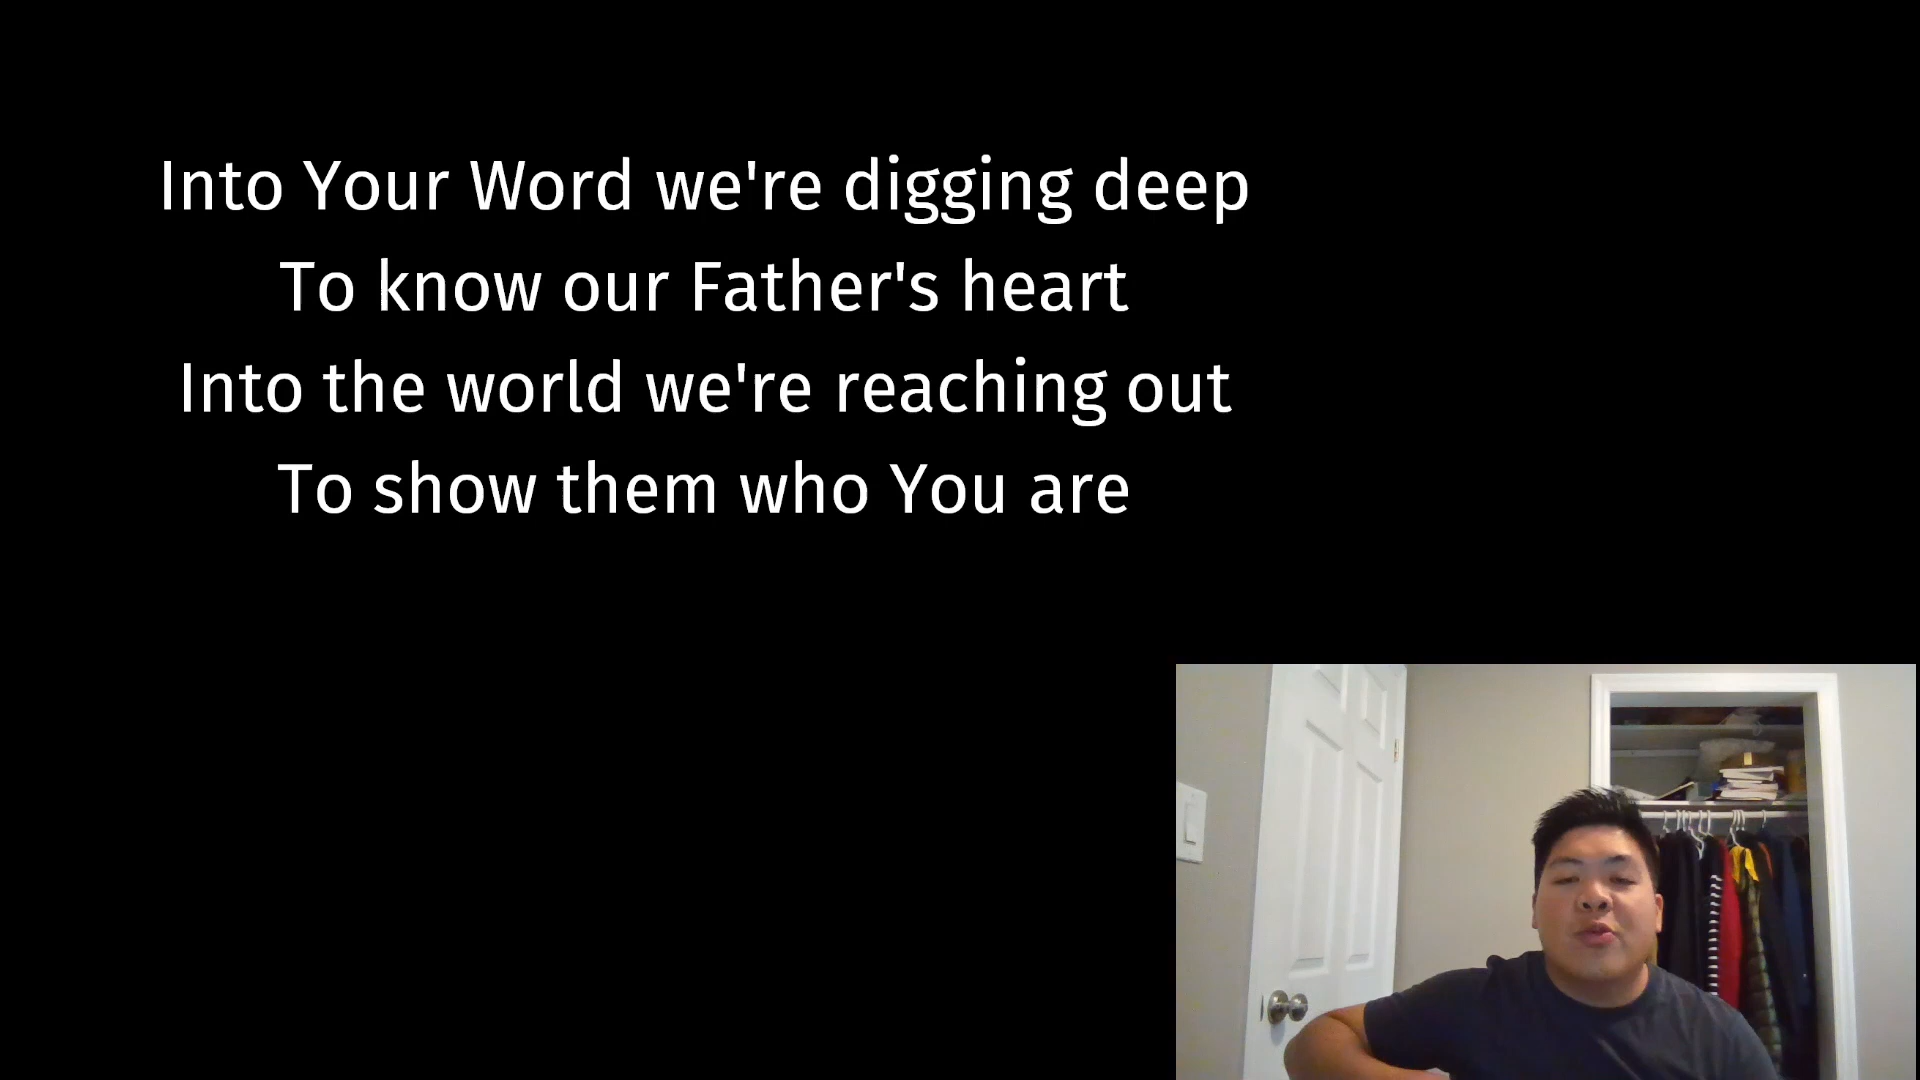 Into Your Word we're digging deep
To know our Father's heart
Into the world we're reaching out
To show them who You are